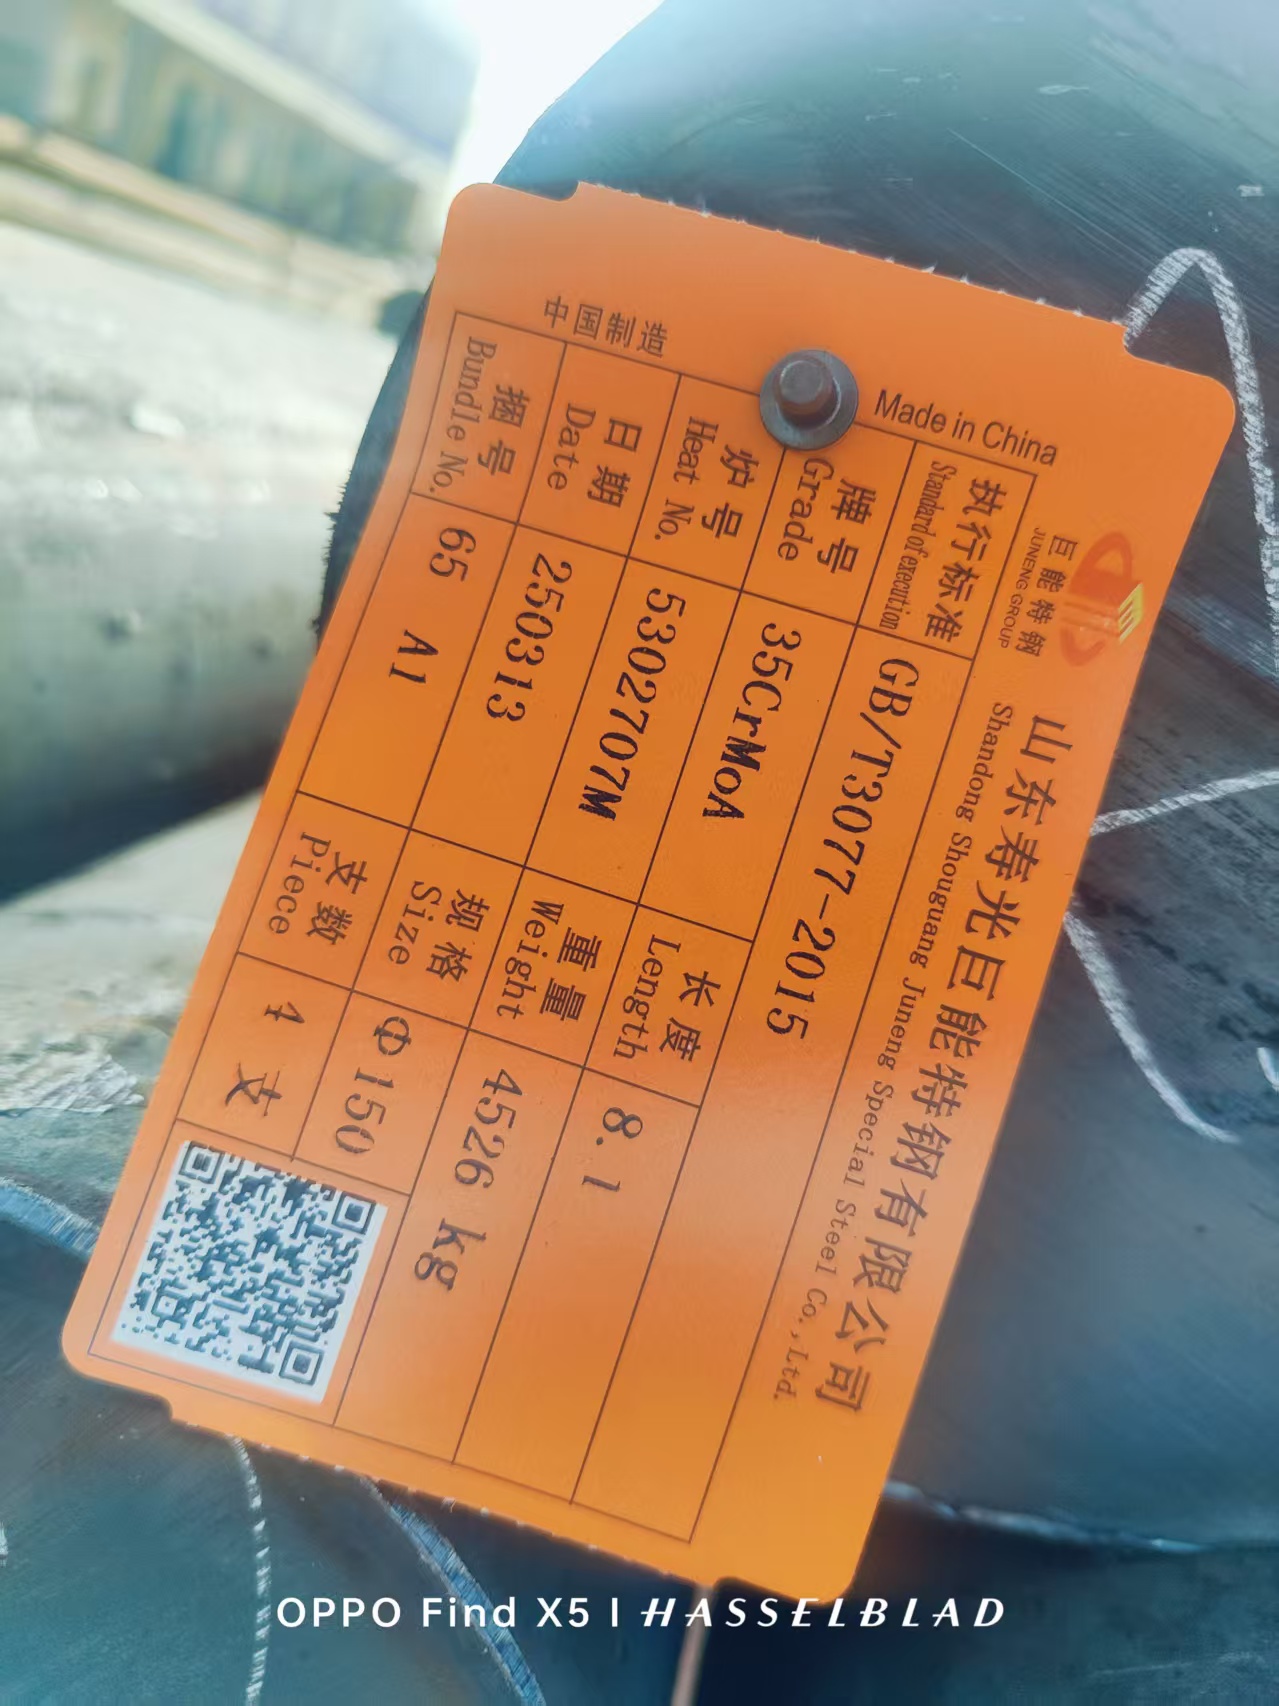 中国制造
Made in China
巨能特钢
JUNENG GROUP
山东寿光巨能特钢有限公司
Shandong Shouguang Juneng Special Steel Co.,Ltd.
执行标准
Standard of execution
GB/T3077-2015
牌号
Grade
35CrMoA
长度
Length
8.1
炉号
Heat No.
5302707M
重量
Weight
4526 kg
日期
Date
250313
规格
Size
Φ150
捆号
Bundle No.
65 A1
支数
Piece
4 支
OPPO Find X5 | HASSELBLAD